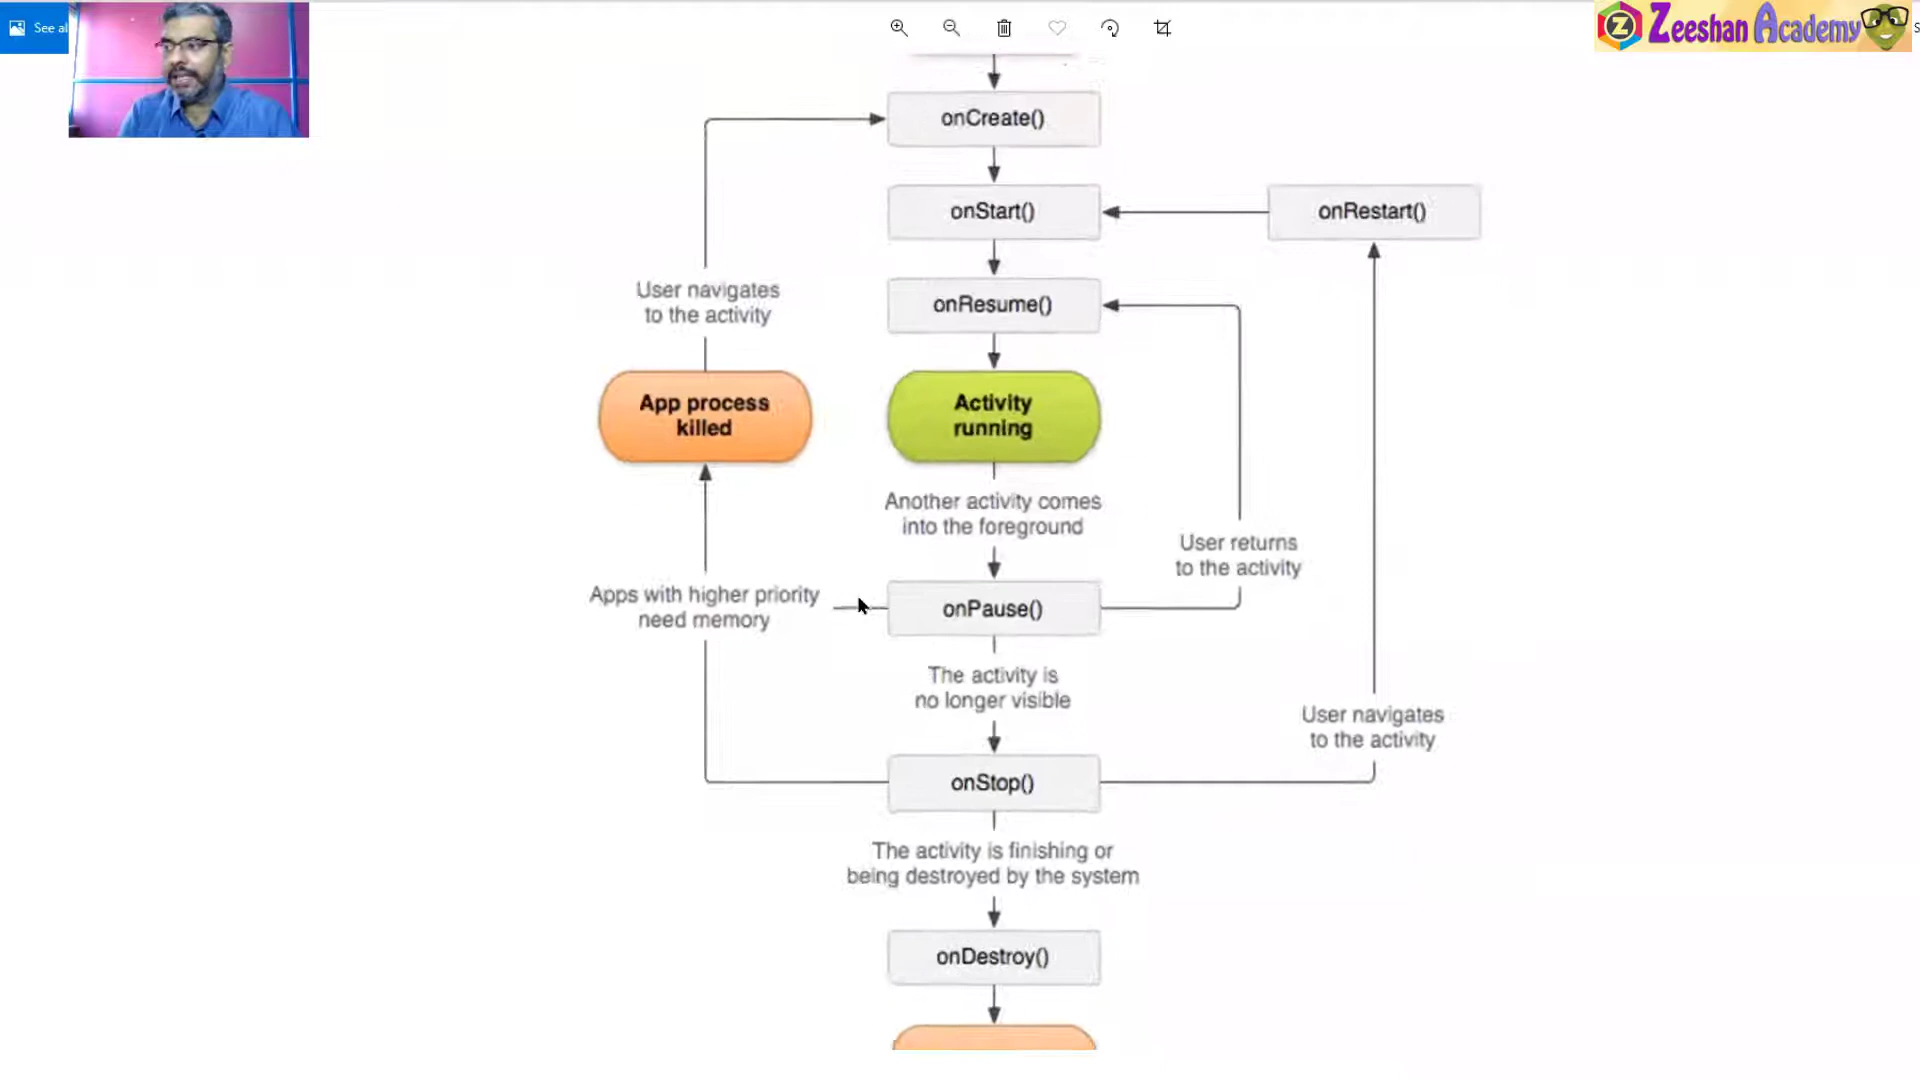 See al
Zeeshan Academy
S
onCreate()
onStart()
onRestart()
User navigates
to the activity
onResume()
App process
killed
Activity
running
Another activity comes
into the foreground
User returns
to the activity
Apps with higher priority
need memory
onPause()
The activity is
no longer visible
User navigates
to the activity
onStop()
The activity is finishing or
being destroyed by the system
onDestroy()